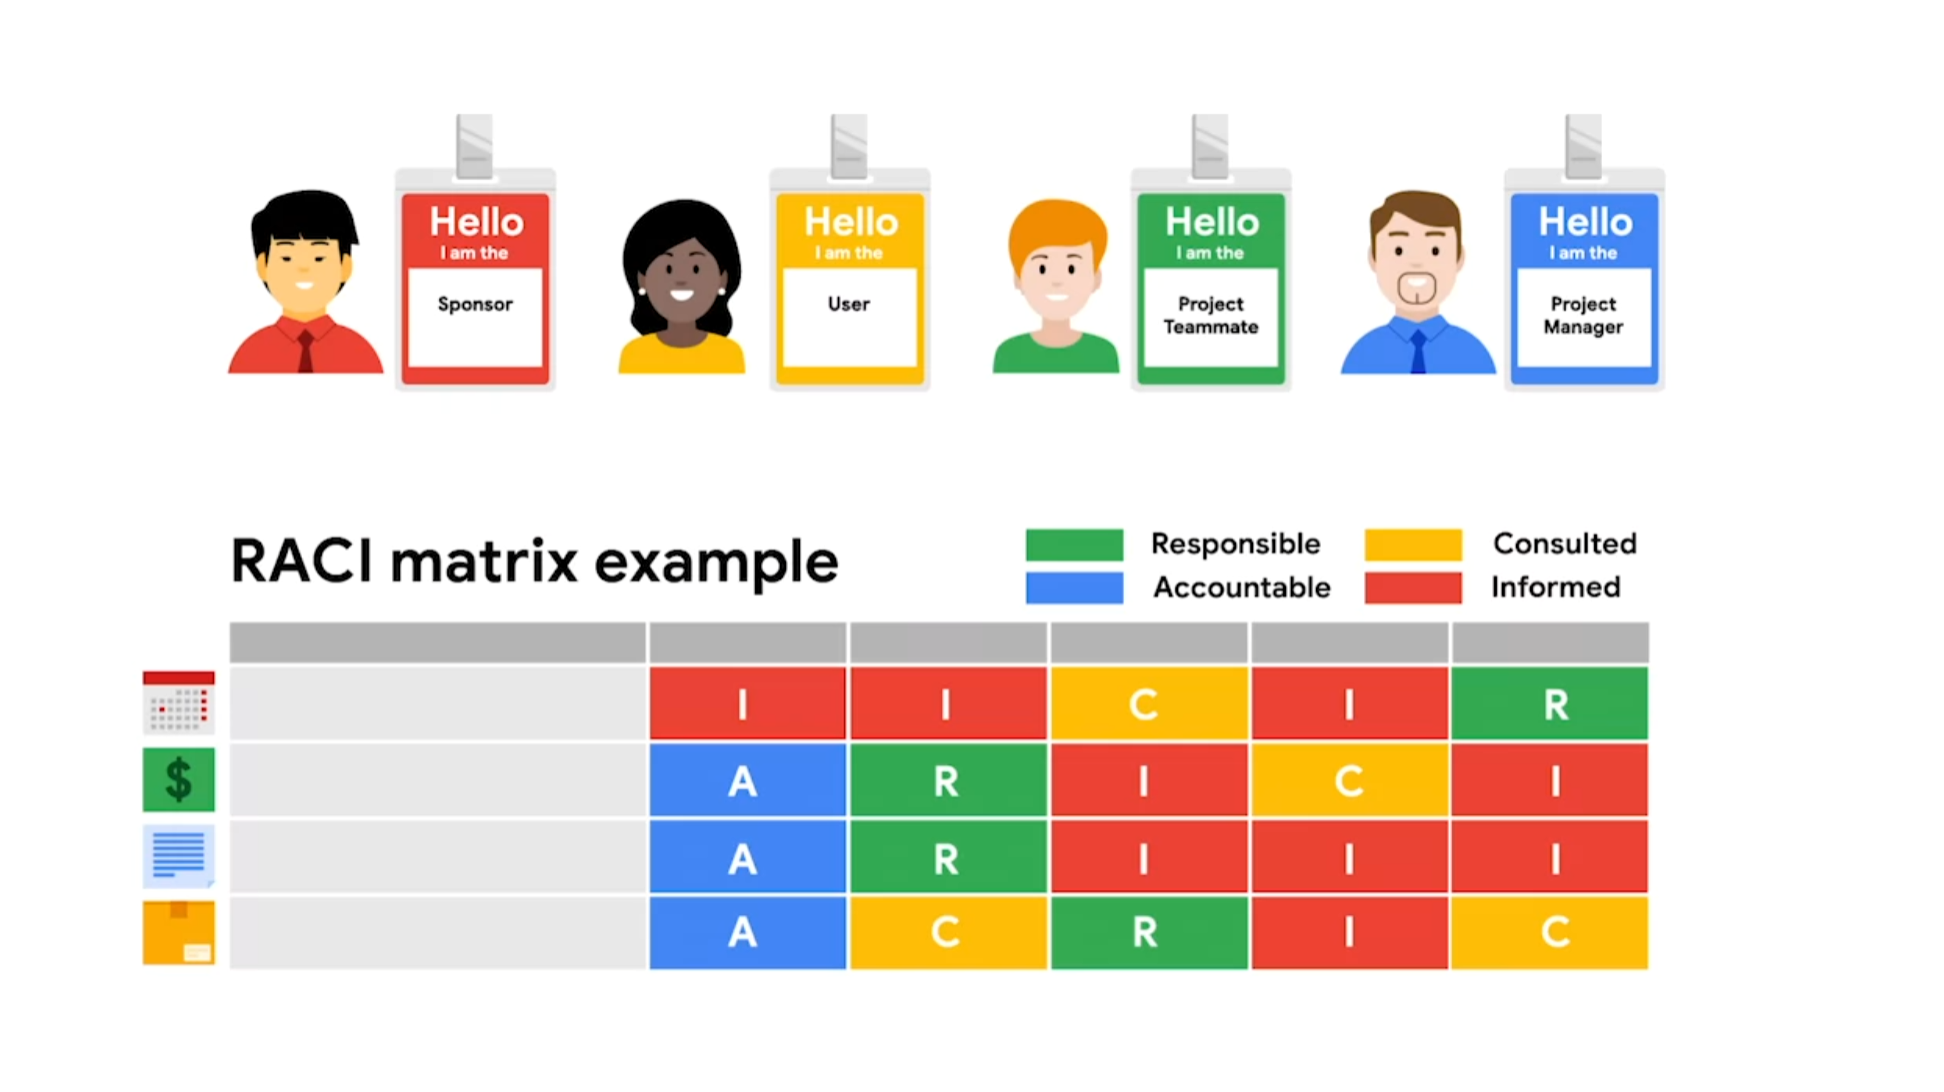 Hello
I am the
Sponsor
Hello
I am the
User
Hello
I am the
Project
Teammate
Hello
I am the
Project
Manager
RACI matrix example
Responsible
Consulted
Accountable
Informed
I I C I R
$ A R I C I
A R I I I
A C R I C